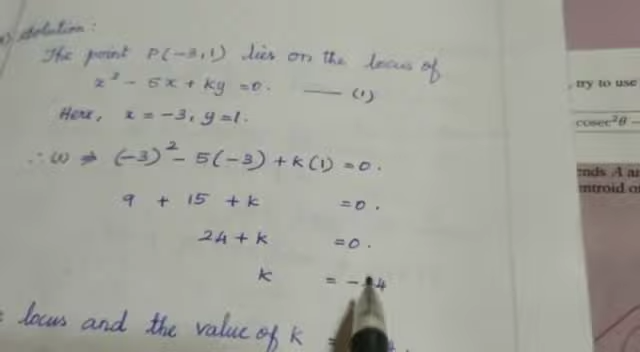 Solution:
The point P(-3,1) lies on the locus of
x² - 5x + ky = 0. —— (1)
Here, x = -3, y = 1.
∴ (1) ⇒ (-3)² - 5(-3) + k(1) = 0.
9 + 15 + k = 0.
24 + k = 0.
k = -
locus and the value of k
, try to use
cosec²θ -
ends A an
entroid of